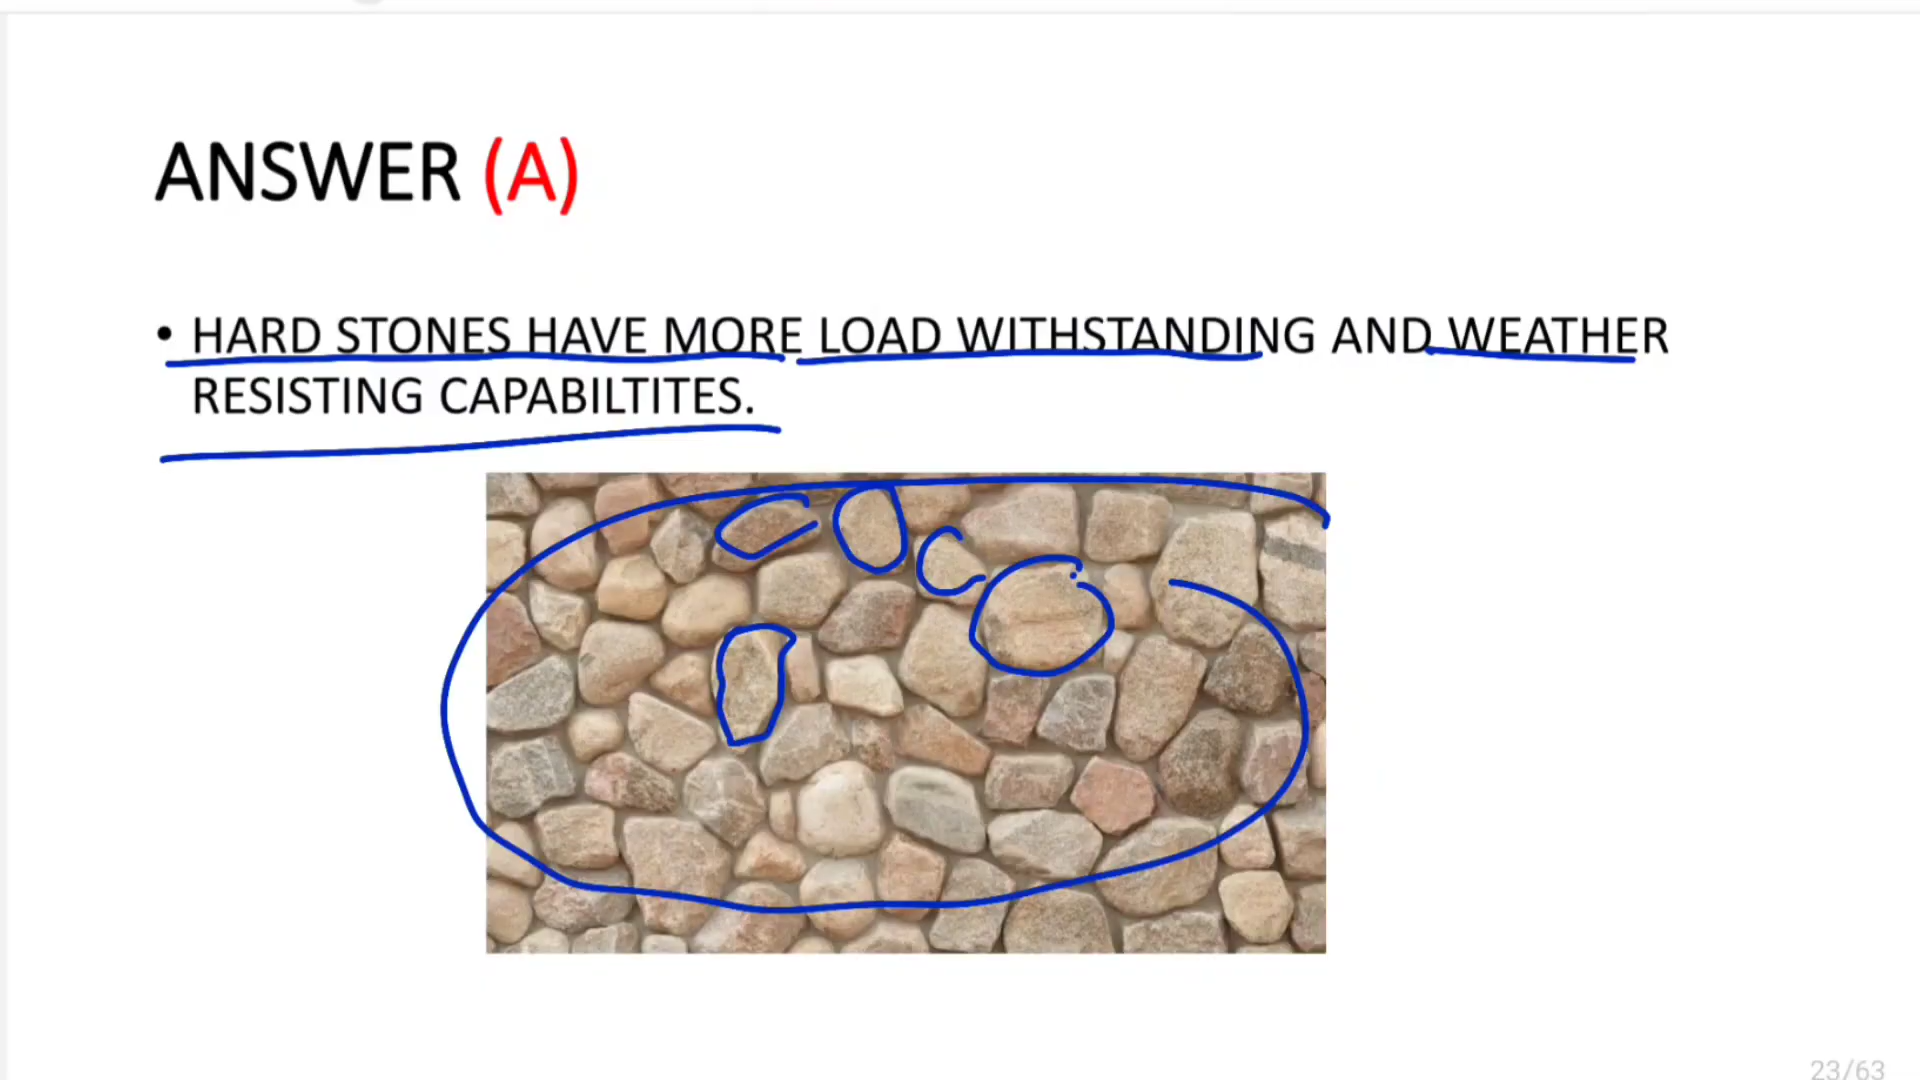 ANSWER (A)
• HARD STONES HAVE MORE LOAD WITHSTANDING AND WEATHER
RESISTING CAPABILTITES.
23/63